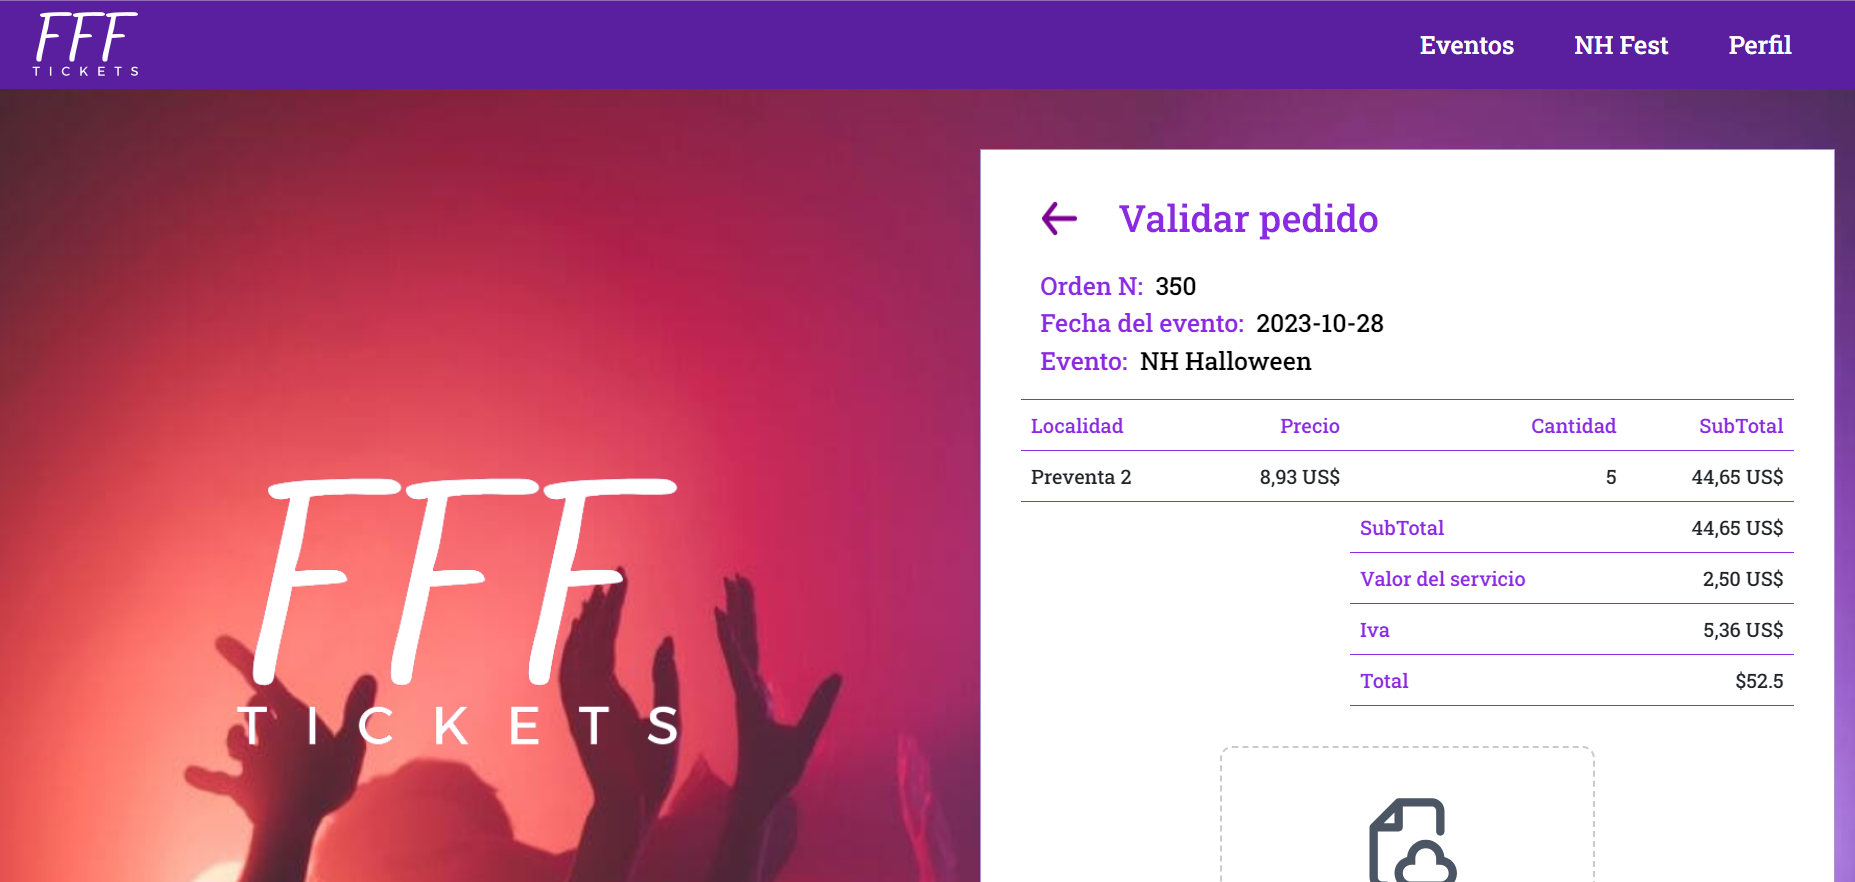 FFF
TICKETS
Eventos NH Fest Perfil
Validar pedido
Orden N: 350
Fecha del evento: 2023-10-28
Evento: NH Halloween
Localidad Precio Cantidad SubTotal
Preventa 2 8,93 US$ 5 44,65 US$
SubTotal 44,65 US$
Valor del servicio 2,50 US$
Iva 5,36 US$
Total $52.5
FFF
TICKETS